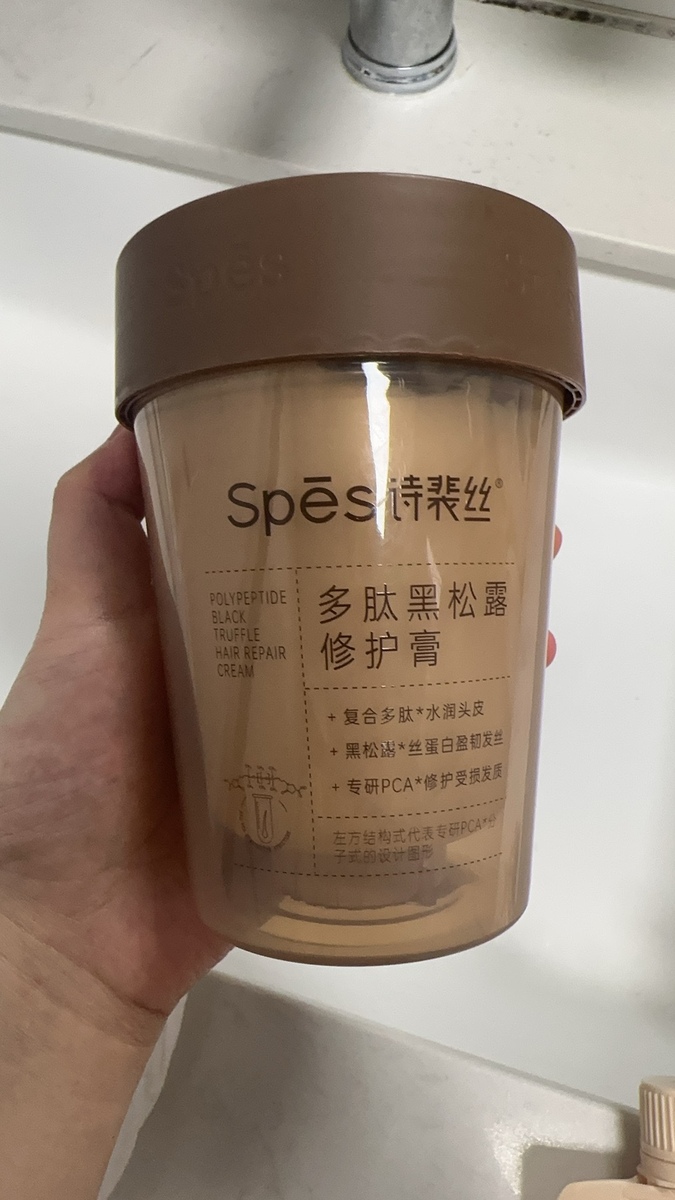 Spēs
Spēs诗裴丝®
POLYPEPTIDE
BLACK
TRUFFLE
HAIR REPAIR
CREAM
多肽黑松露
修护膏
+ 复合多肽*水润头皮
+ 黑松露*丝蛋白盈韧发丝
+ 专研PCA*修护受损发质
左方结构式代表专研PCA*分
子式的设计图形